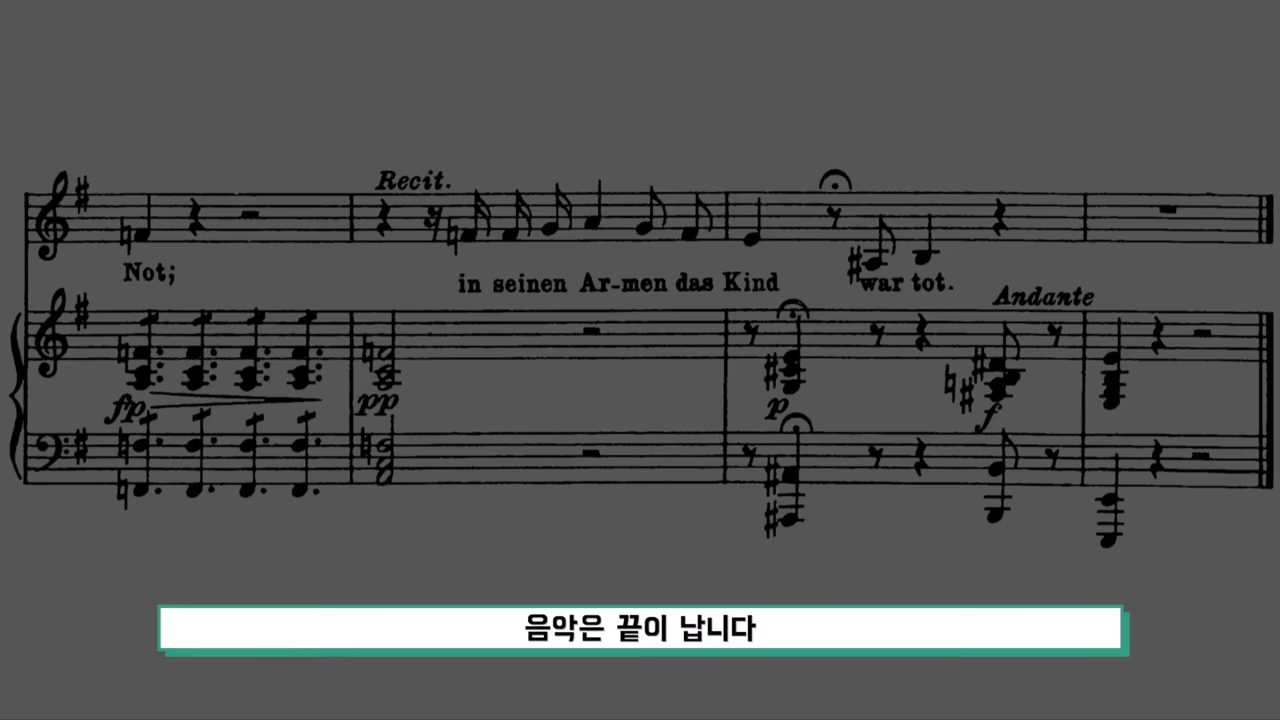 Recit.
Not; in seinen Ar-men das Kind war tot.
Andante
fp pp p f
음악은 끝이 납니다